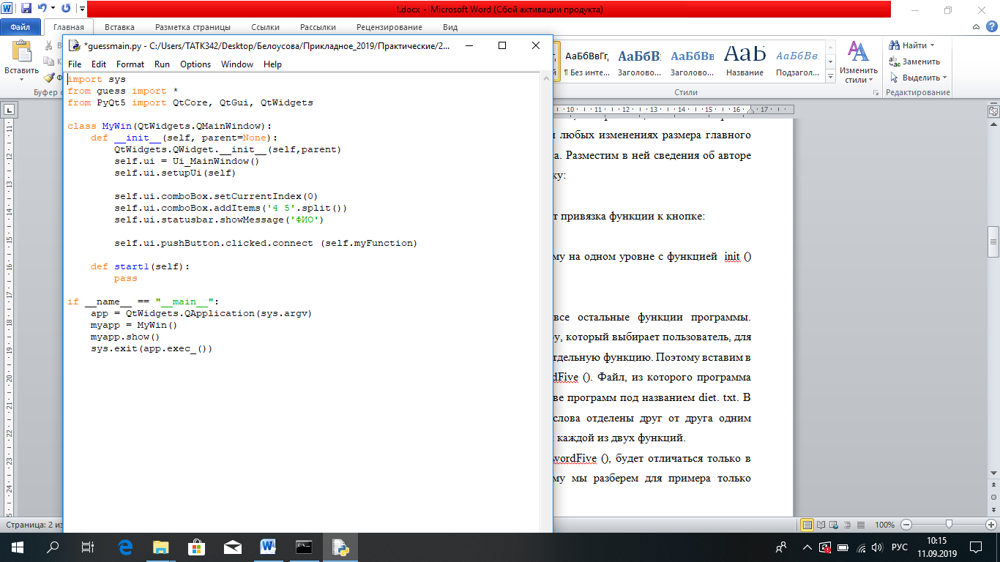 !.docx - Microsoft Word (Сбой активации продукта)
Файл Главная Вставка Разметка страницы Ссылки Рассылки Рецензирование Вид
*guessmain.py - C:/Users/TATK342/Desktop/Белоусова/Прикладное_2019/Практические/2...
File Edit Format Run Options Window Help
Вставить
Буфер
АаБбВвГг,
¶ Без инте...
АаБбВ
Заголово...
АаБбВв
Заголово...
АаБ
Название
АаБбВв
Подзагол...
Изменить
стили
Найти
Заменить
Выделить
Стили
Редактирование
10 11 12 13 14 15 16 17
import sys
from guess import *
from PyQt5 import QtCore, QtGui, QtWidgets
class MyWin(QtWidgets.QMainWindow):
def __init__(self, parent=None):
QtWidgets.QWidget.__init__(self,parent)
self.ui = Ui_MainWindow()
self.ui.setupUi(self)
self.ui.comboBox.setCurrentIndex(0)
self.ui.comboBox.addItems('4 5'.split())
self.ui.statusbar.showMessage('ФИО')
self.ui.pushButton.clicked.connect (self.myFunction)
def start1(self):
pass
if __name__ == "__main__":
app = QtWidgets.QApplication(sys.argv)
myapp = MyWin()
myapp.show()
sys.exit(app.exec_())
любых изменениях размера главного
а. Разместим в ней сведения об авторе
ку:
т привязка функции к кнопке:
му на одном уровне с функцией init ()
все остальные функции программы.
ру, который выбирает пользователь, для
тдельную функцию. Поэтому вставим в
dFive (). Файл, из которого программа
ве программ под названием diet. txt. В
слова отделены друг от друга одним
каждой из двух функций.
wordFive (), будет отличаться только в
му мы разберем для примера только
Страница: 2 из
100%
РУС
10:15
11.09.2019